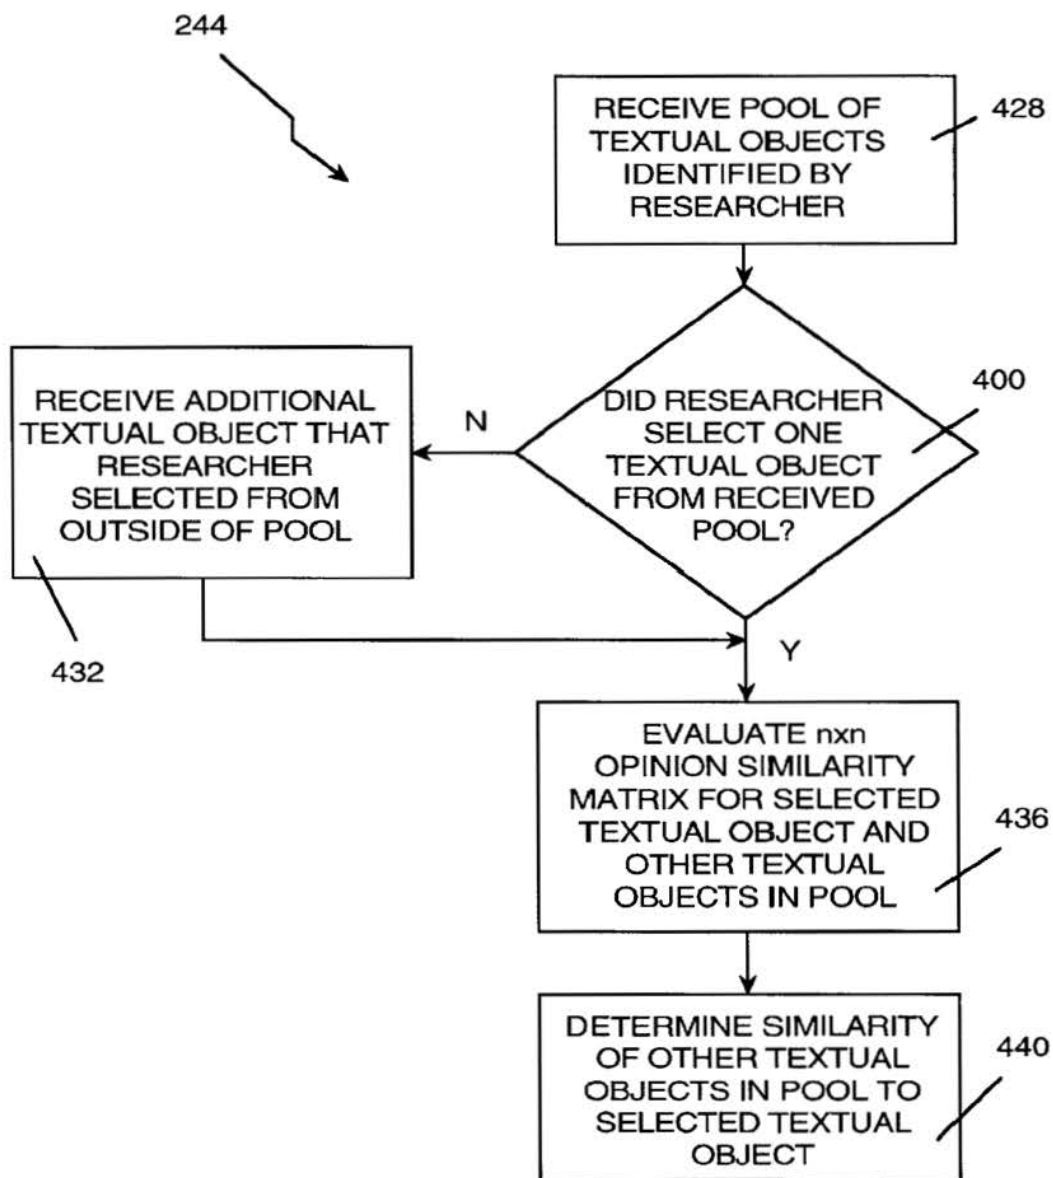 244
RECEIVE POOL OF
TEXTUAL OBJECTS
IDENTIFIED BY
RESEARCHER
428
DID RESEARCHER
SELECT ONE
TEXTUAL OBJECT
FROM RECEIVED
POOL?
400
N
RECEIVE ADDITIONAL
TEXTUAL OBJECT THAT
RESEARCHER
SELECTED FROM
OUTSIDE OF POOL
432
Y
EVALUATE nxn
OPINION SIMILARITY
MATRIX FOR SELECTED
TEXTUAL OBJECT AND
OTHER TEXTUAL
OBJECTS IN POOL
436
DETERMINE SIMILARITY
OF OTHER TEXTUAL
OBJECTS IN POOL TO
SELECTED TEXTUAL
OBJECT
440